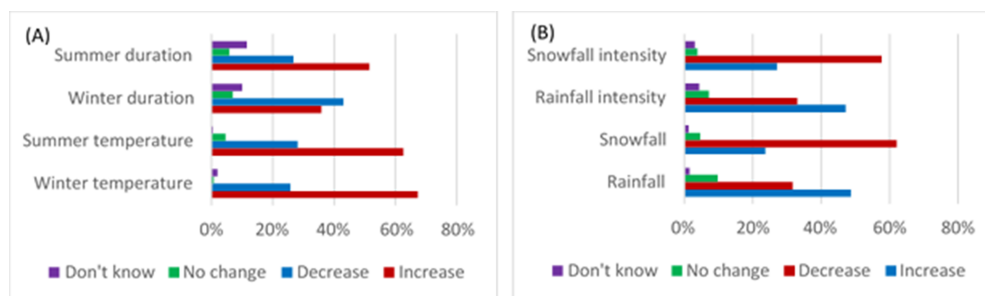 (A)
Summer duration
Winter duration
Summer temperature
Winter temperature
0% 20% 40% 60% 80%
Don't know No change Decrease Increase
(B)
Snowfall intensity
Rainfall intensity
Snowfall
Rainfall
0% 20% 40% 60% 80%
Don't know No change Decrease Increase